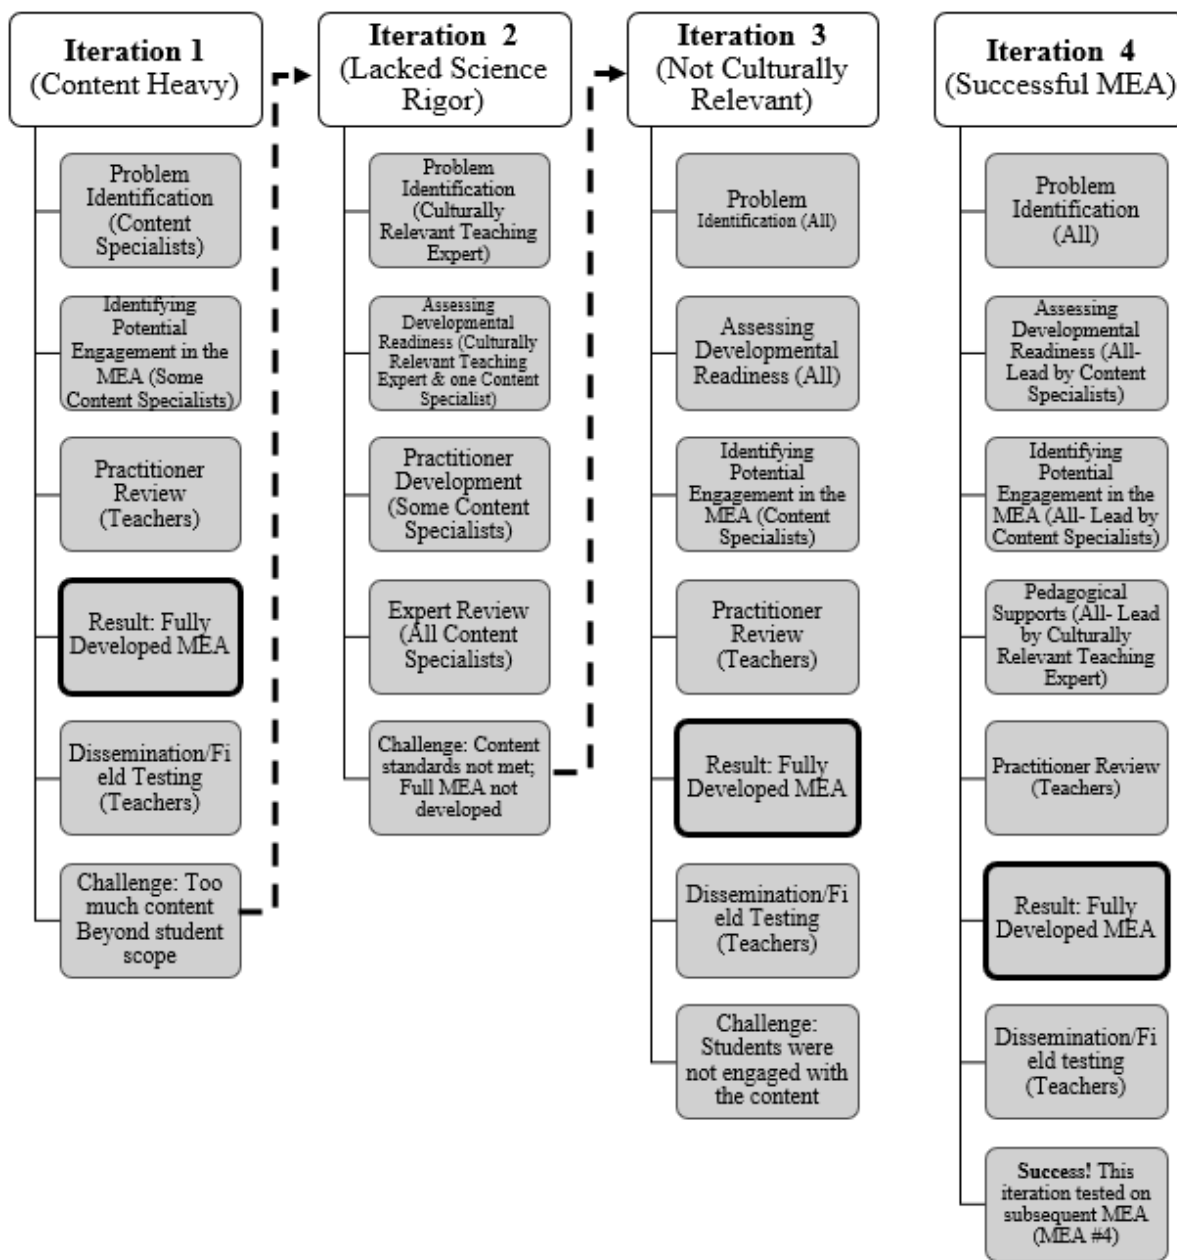 Iteration 1
(Content Heavy)
Problem
Identification
(Content
Specialists)
Identifying
Potential
Engagement in the
MEA (Some
Content Specialists)
Practitioner
Review
(Teachers)
Result: Fully
Developed MEA
Dissemination/Fi
eld Testing
(Teachers)
Challenge: Too
much content
Beyond student
scope
Iteration 2
(Lacked Science
Rigor)
Problem
Identification
(Culturally
Relevant Teaching
Expert)
Assessing
Developmental
Readiness (Culturally
Relevant Teaching
Expert & one Content
Specialist)
Practitioner
Development
(Some Content
Specialists)
Expert Review
(All Content
Specialists)
Challenge: Content
standards not met;
Full MEA not
developed
Iteration 3
(Not Culturally
Relevant)
Problem
Identification (All)
Assessing
Developmental
Readiness (All)
Identifying
Potential
Engagement in the
MEA (Content
Specialists)
Practitioner
Review
(Teachers)
Result: Fully
Developed MEA
Dissemination/Fi
eld Testing
(Teachers)
Challenge:
Students were
not engaged with
the content
Iteration 4
(Successful MEA)
Problem
Identification
(All)
Assessing
Developmental
Readiness (All-
Lead by Content
Specialists)
Identifying
Potential
Engagement in the
MEA (All- Lead by
Content Specialists)
Pedagogical
Supports (All- Lead
by Culturally
Relevant Teaching
Expert)
Practitioner Review
(Teachers)
Result: Fully
Developed MEA
Dissemination/Fi
eld testing
(Teachers)
Success! This
iteration tested on
subsequent MEA
(MEA #4)